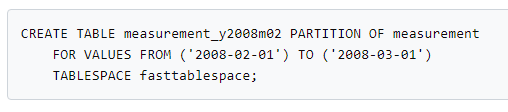 CREATE TABLE measurement_y2008m02 PARTITION OF measurement
    FOR VALUES FROM ('2008-02-01') TO ('2008-03-01')
    TABLESPACE fasttablespace;